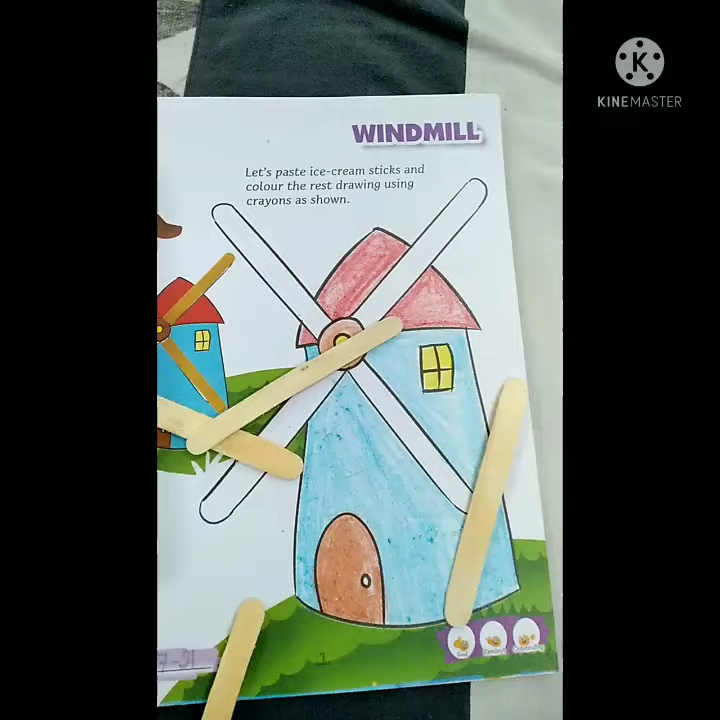 KINEMASTER
WINDMILL
Let's paste ice-cream sticks and
colour the rest drawing using
crayons as shown.